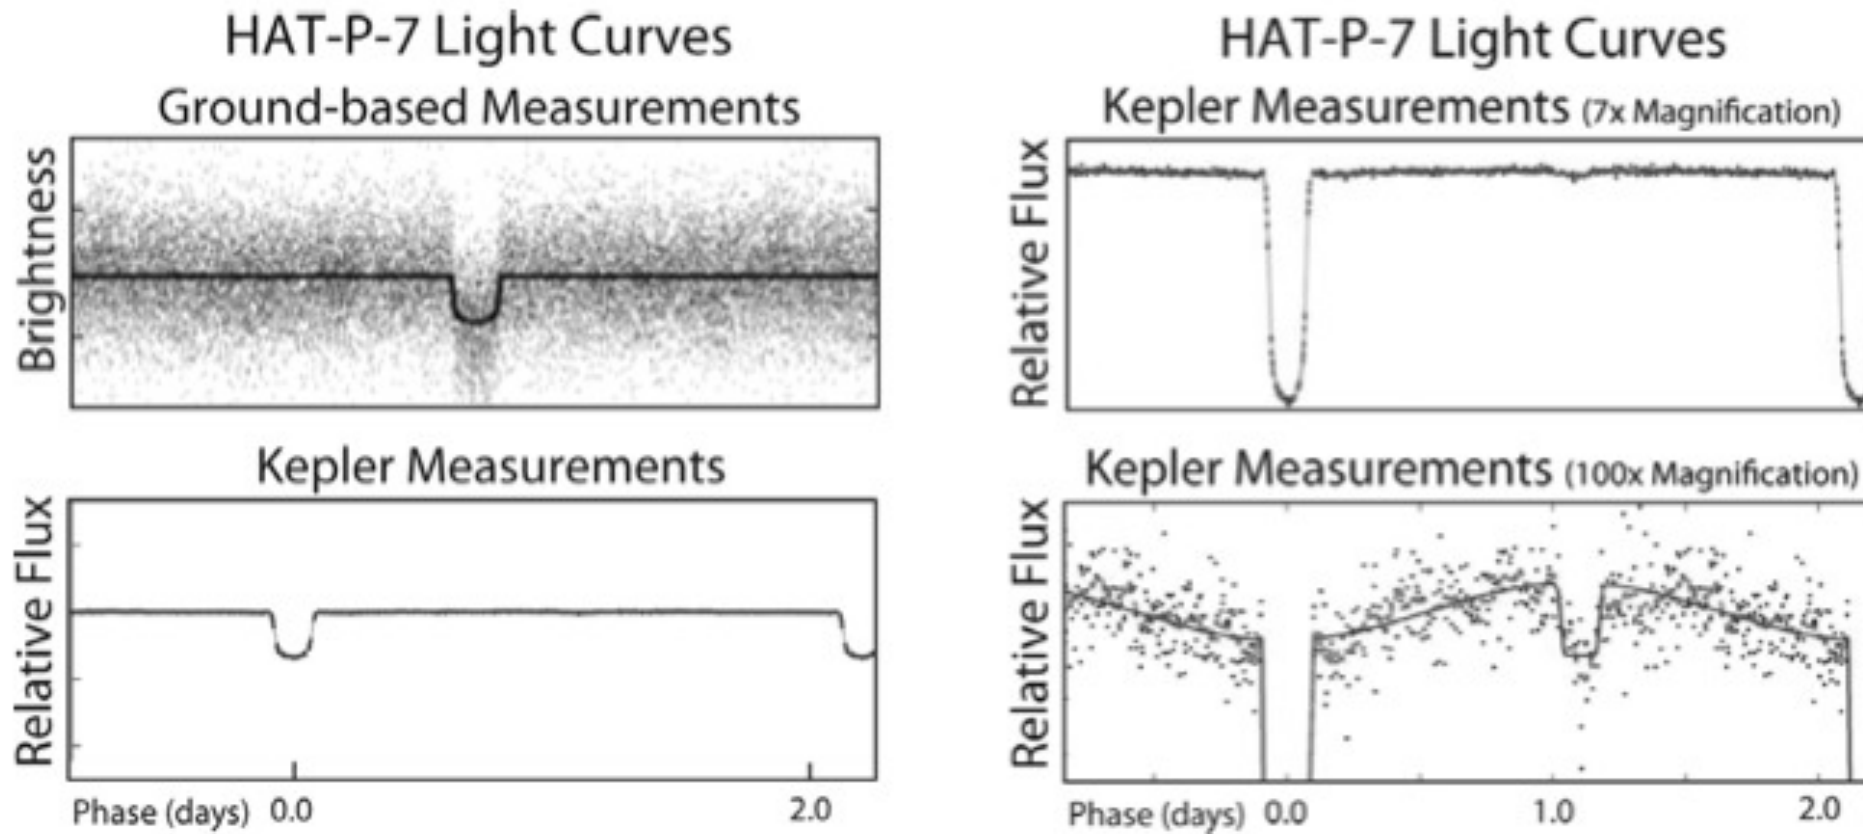 HAT-P-7 Light Curves
Ground-based Measurements
Brightness
Kepler Measurements
Relative Flux
Phase (days) 0.0 2.0
HAT-P-7 Light Curves
Kepler Measurements (7x Magnification)
Relative Flux
Kepler Measurements (100x Magnification)
Relative Flux
Phase (days) 0.0 1.0 2.0